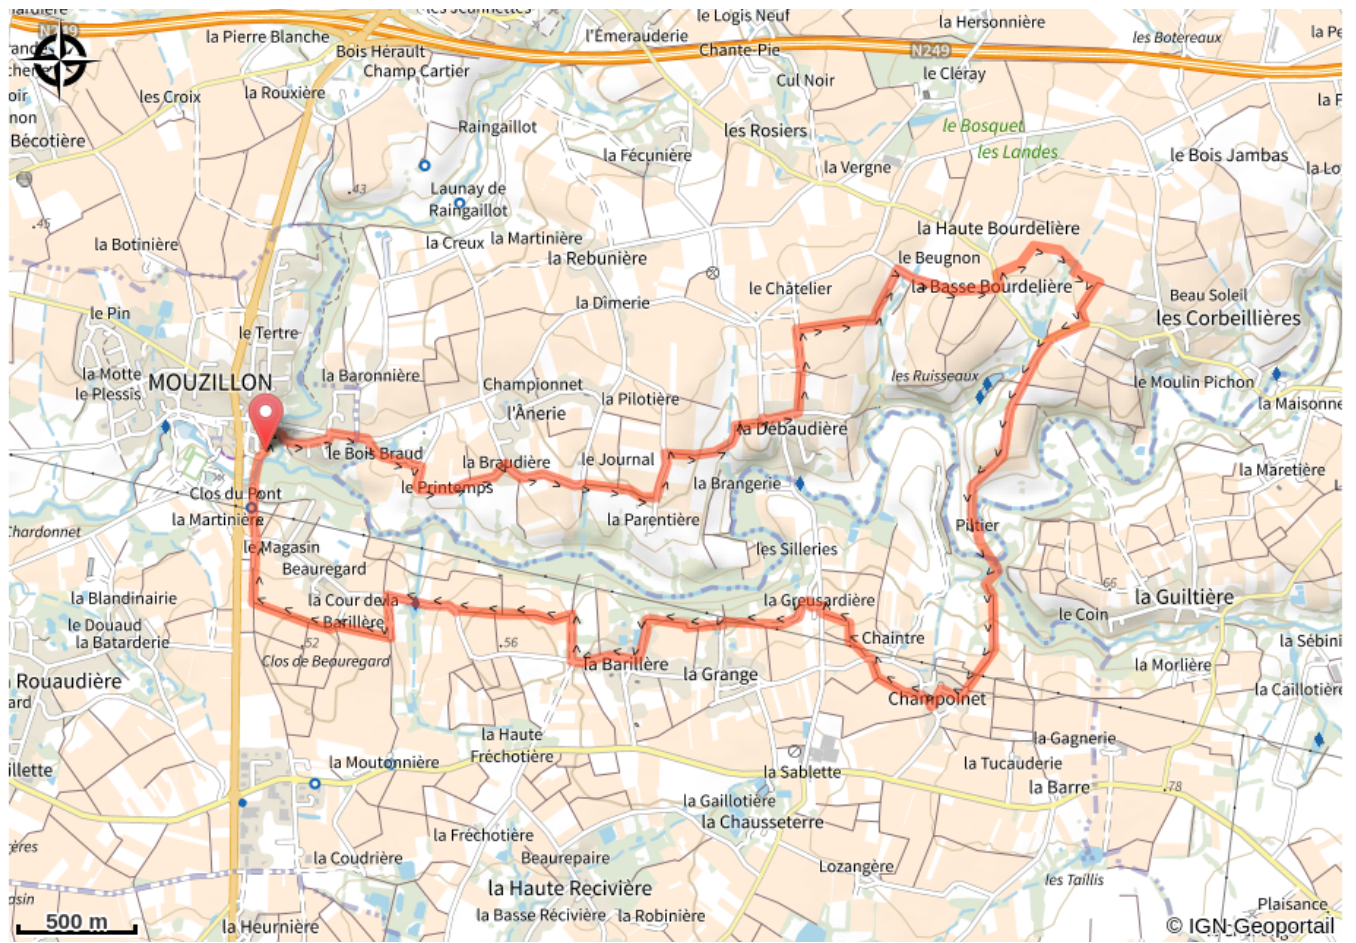 les Jeannettes
le Logis Neuf
la Hersonnière
N249
la Pierre Blanche
l'Émerauderie
les Botereaux
Bois Hérault
Chante-Pie
N249
Champ Cartier
le Cléray
Cul Noir
les Croix
la Rouxière
le Bosquet
Raingaillot
les Rosiers
Bécotière
les Landes
la Fécunière
le Bois Jambas
la Vergne
43
Launay de
Raingaillot
45
la Haute Bourdelière
la Botinière
la Creux
la Martinière
la Rebunière
le Beugnon
la Basse Bourdelière
le Châtelier
Beau Soleil
la Dîmerie
le Pin
les Corbeillières
le Tertre
la Motte
MOUZILLON
la Baronnière
les Ruisseaux
le Plessis
Championnet
le Moulin Pichon
la Pilotière
la Maisonne
l'Ânerie
la Débaudière
le Bois Braud
la Braudière
le Journal
la Maretière
le Printemps
la Brangerie
Clos du Pont
la Martinière
la Parentière
Piltier
Chardonnet
le Magasin
les Silleries
Beauregard
66
la Blandinairie
la Cour de la
Barillère
la Greusardière
la Guiltière
le Douaud
le Coin
la Batarderie
52
56
Chaintre
la Sébini
Clos de Beauregard
la Barillère
la Morlière
Rouaudière
la Grange
la Caillotière
Champoinet
la Haute
Fréchotière
la Gagnerie
la Moutonnière
la Tucauderie
illette
la Sablette
la Barre
78
la Gaillotière
la Chausseterre
la Fréchotière
la Coudrière
Beaurepaire
Lozangère
la Haute Recivière
les Taillis
la Basse Récivière
la Robinière
Plaisance
500 m
la Heurnière
© IGN-Geoportail